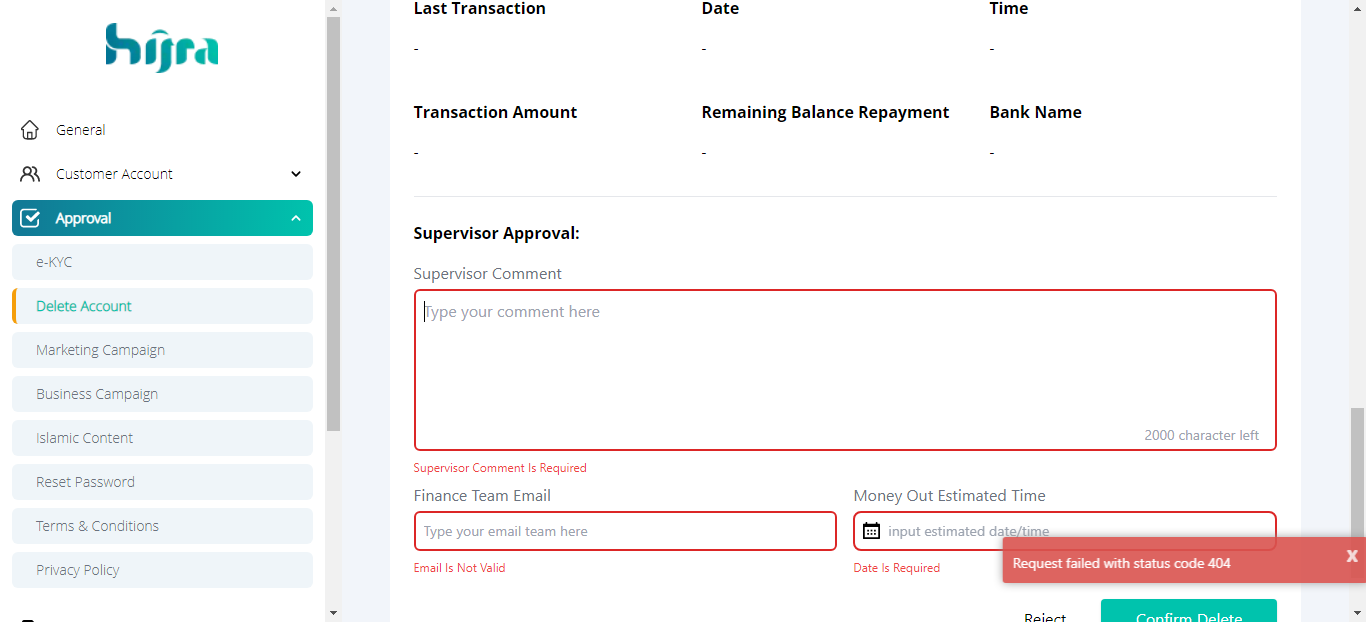 hijra
General
Customer Account
Approval
e-KYC
Delete Account
Marketing Campaign
Business Campaign
Islamic Content
Reset Password
Terms & Conditions
Privacy Policy
Last Transaction Date Time
- - -
Transaction Amount Remaining Balance Repayment Bank Name
- - -
Supervisor Approval:
Supervisor Comment
Type your comment here
2000 character left
Supervisor Comment Is Required
Finance Team Email Money Out Estimated Time
Type your email team here input estimated date/time
Email Is Not Valid Date Is Required
Request failed with status code 404 x
Reject Confirm Delete